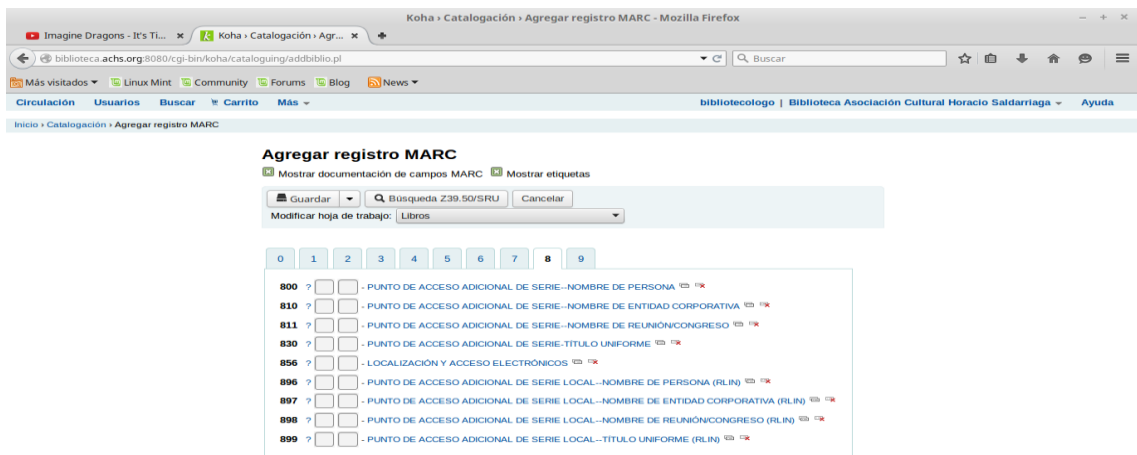 Koha › Catalogación › Agregar registro MARC - Mozilla Firefox
Imagine Dragons - It's Ti... Koha › Catalogación › Agr...
biblioteca.achs.org:8080/cgi-bin/koha/cataloguing/addbiblio.pl Buscar
Más visitados Linux Mint Community Forums Blog News
Circulación Usuarios Buscar Carrito Más bibliotecologo | Biblioteca Asociación Cultural Horacio Saldarriaga Ayuda
Inicio › Catalogación › Agregar registro MARC
Agregar registro MARC
Mostrar documentación de campos MARC Mostrar etiquetas
Guardar Búsqueda Z39.50/SRU Cancelar
Modificar hoja de trabajo: Libros
0 1 2 3 4 5 6 7 8 9
800 ? - PUNTO DE ACCESO ADICIONAL DE SERIE--NOMBRE DE PERSONA
810 ? - PUNTO DE ACCESO ADICIONAL DE SERIE--NOMBRE DE ENTIDAD CORPORATIVA
811 ? - PUNTO DE ACCESO ADICIONAL DE SERIE--NOMBRE DE REUNIÓN/CONGRESO
830 ? - PUNTO DE ACCESO ADICIONAL DE SERIE-TÍTULO UNIFORME
856 ? - LOCALIZACIÓN Y ACCESO ELECTRÓNICOS
896 ? - PUNTO DE ACCESO ADICIONAL DE SERIE LOCAL--NOMBRE DE PERSONA (RLIN)
897 ? - PUNTO DE ACCESO ADICIONAL DE SERIE LOCAL--NOMBRE DE ENTIDAD CORPORATIVA (RLIN)
898 ? - PUNTO DE ACCESO ADICIONAL DE SERIE LOCAL--NOMBRE DE REUNIÓN/CONGRESO (RLIN)
899 ? - PUNTO DE ACCESO ADICIONAL DE SERIE LOCAL--TÍTULO UNIFORME (RLIN)